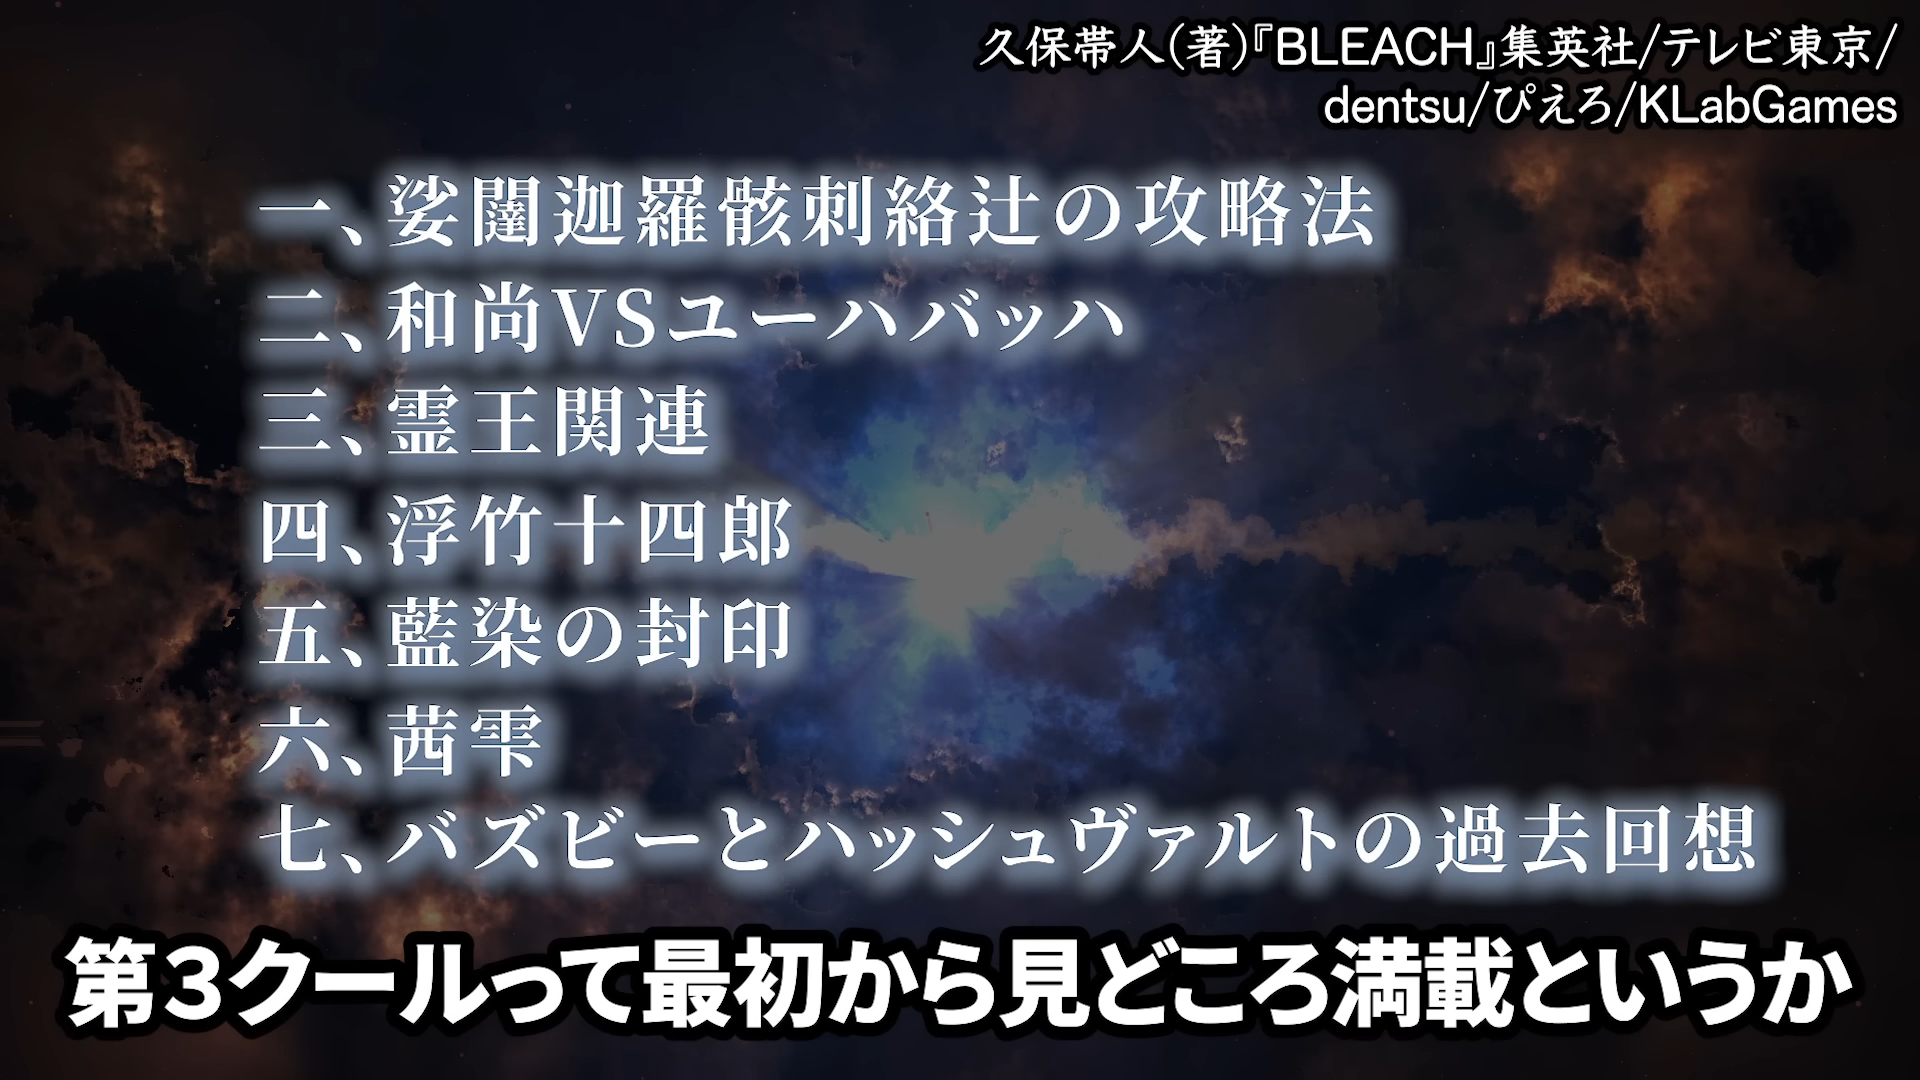 久保帯人(著)『BLEACH』集英社/テレビ東京/
dentsu/ぴえろ/KLabGames
一、娑闥迦羅骸刺絡辻の攻略法
二、和尚VSユーハバッハ
三、霊王関連
四、浮竹十四郎
五、藍染の封印
六、茜雫
七、バズビーとハッシュヴァルトの過去回想
第3クールって最初から見どころ満載というか